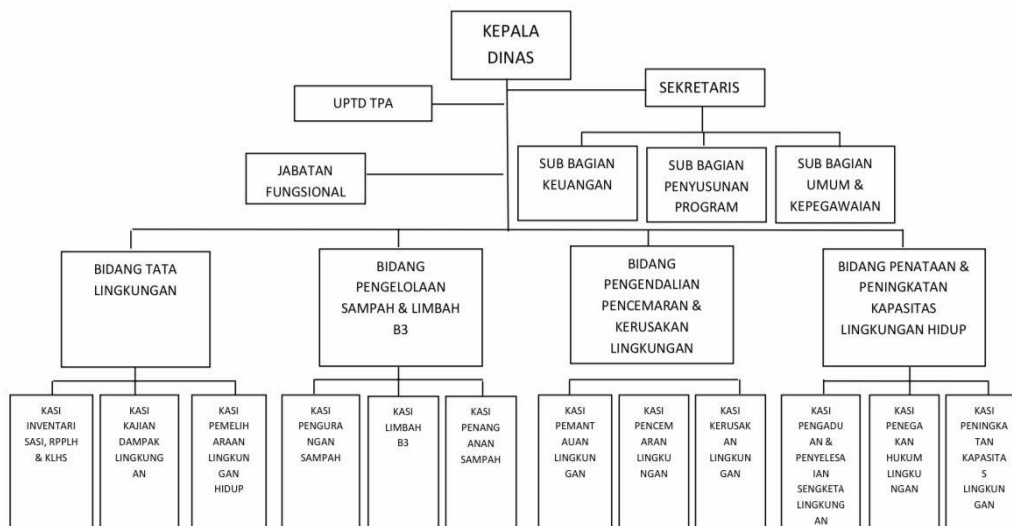 KEPALA
DINAS
SEKRETARIS
UPTD TPA
SUB BAGIAN
KEUANGAN
SUB BAGIAN
PENYUSUNAN
PROGRAM
SUB BAGIAN
UMUM &
KEPEGAWAIAN
JABATAN
FUNGSIONAL
BIDANG TATA
LINGKUNGAN
BIDANG
PENGELOLAAN
SAMPAH & LIMBAH
B3
BIDANG
PENGENDALIAN
PENCEMARAN &
KERUSAKAN
LINGKUNGAN
BIDANG PENATAAN &
PENINGKATAN
KAPASITAS
LINGKUNGAN HIDUP
KASI
INVENTARI
SASI, RPPLH
& KLHS
KASI
KAJIAN
DAMPAK
LINGKUNG
AN
KASI
PEMELIH
ARAAN
LINGKUN
GAN
HIDUP
KASI
PENGURA
NGAN
SAMPAH
KASI
LIMBAH
B3
KASI
PENANG
ANAN
SAMPAH
KASI
PEMANT
AUAN
LINGKUN
GAN
KASI
PENCEM
ARAN
LINGKU
NGAN
KASI
KERUSAK
AN
LINGKUN
GAN
KASI
PENGADU
AN &
PENYELESA
IAN
SENGKETA
LINGKUNG
AN
KASI
PENEGA
KAN
HUKUM
LINGKU
NGAN
KASI
PENINGKA
TAN
KAPASITA
S
LINGKUN
GAN